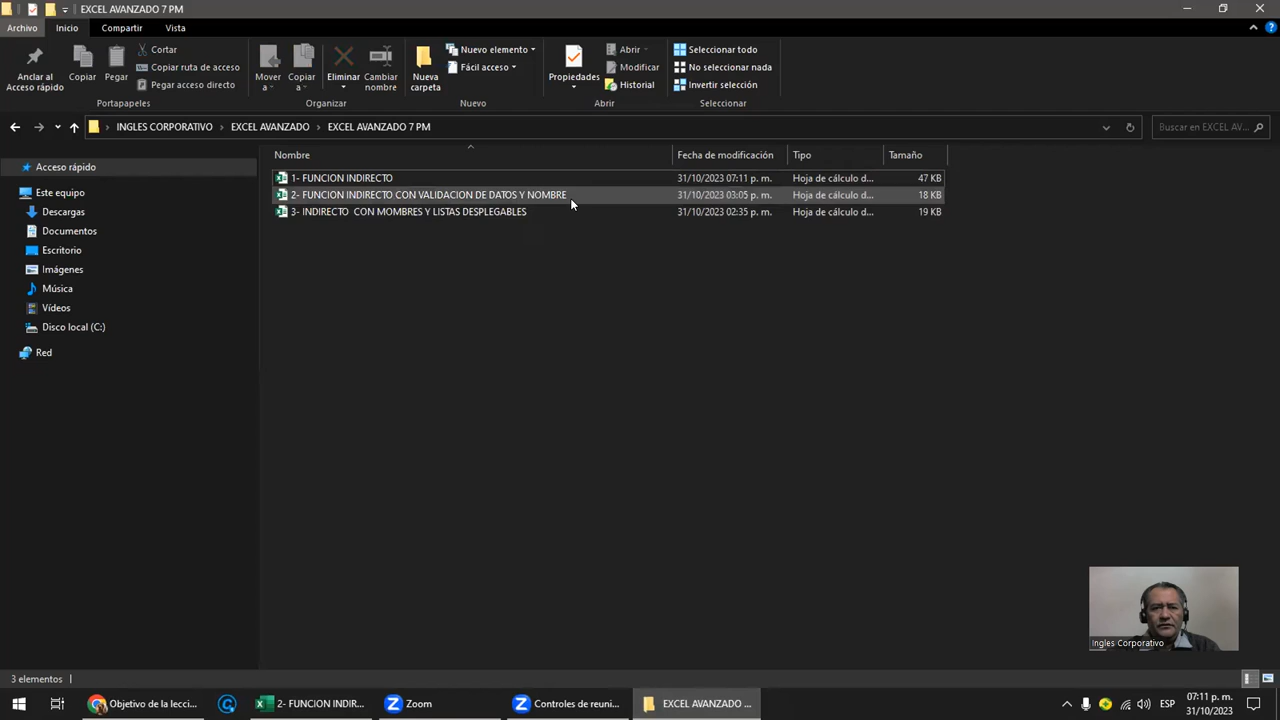 EXCEL AVANZADO 7 PM
Archivo Inicio Compartir Vista
Anclar al Acceso rápido
Copiar
Pegar
Cortar
Copiar ruta de acceso
Pegar acceso directo
Mover a
Copiar a
Eliminar
Cambiar nombre
Nueva carpeta
Nuevo elemento
Fácil acceso
Propiedades
Abrir
Modificar
Historial
Seleccionar todo
No seleccionar nada
Invertir selección
Portapapeles Organizar Nuevo Abrir Seleccionar
INGLES CORPORATIVO > EXCEL AVANZADO > EXCEL AVANZADO 7 PM
Buscar en EXCEL AV...
Nombre Fecha de modificación Tipo Tamaño
1- FUNCION INDIRECTO 31/10/2023 07:11 p. m. Hoja de cálculo d... 47 KB
2- FUNCION INDIRECTO CON VALIDACION DE DATOS Y NOMBRE 31/10/2023 03:05 p. m. Hoja de cálculo d... 18 KB
3- INDIRECTO CON MOMBRES Y LISTAS DESPLEGABLES 31/10/2023 02:35 p. m. Hoja de cálculo d... 19 KB
Acceso rápido
Este equipo
Descargas
Documentos
Escritorio
Imágenes
Música
Vídeos
Disco local (C:)
Red
Ingles Corporativo
3 elementos
Objetivo de la lecci...
2- FUNCION INDIR...
Zoom
Controles de reuni...
EXCEL AVANZADO ...
ESP
07:11 p. m.
31/10/2023